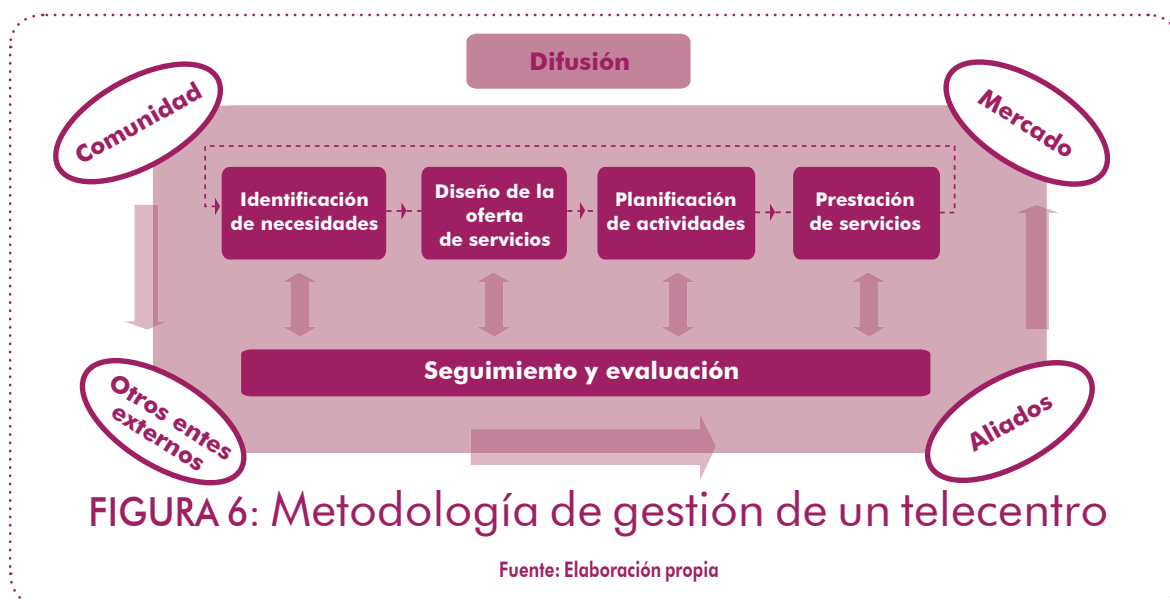 Difusión
Comunidad
Mercado
Identificación
de necesidades
Diseño de la
oferta
de servicios
Planificación
de actividades
Prestación
de servicios
Seguimiento y evaluación
Otros entes
externos
Aliados
FIGURA 6: Metodología de gestión de un telecentro
Fuente: Elaboración propia